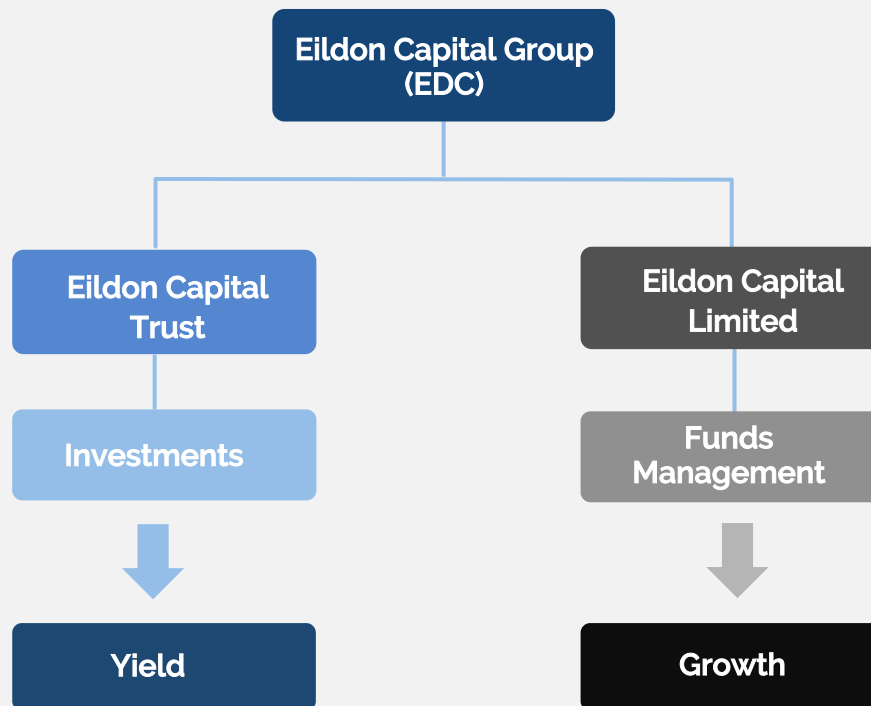 Eildon Capital Group
(EDC)
Eildon Capital
Trust
Eildon Capital
Limited
Investments
Funds
Management
Yield
Growth